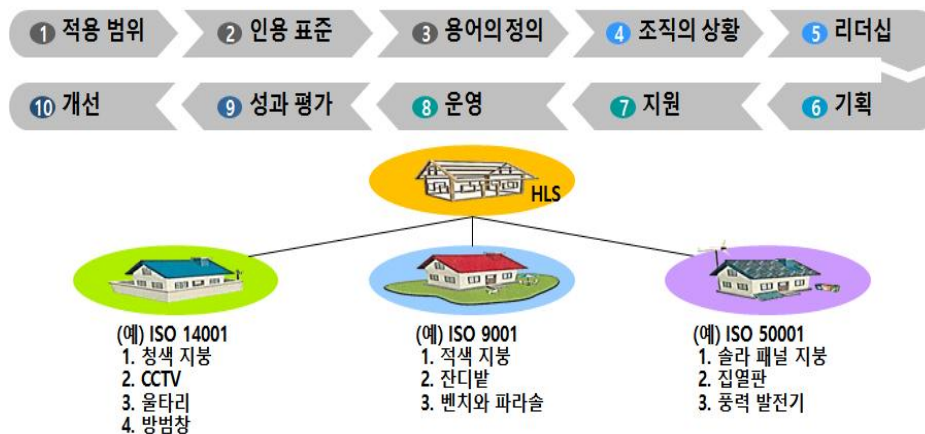 1 적용 범위
2 인용 표준
3 용어의 정의
4 조직의 상황
5 리더십
6 기획
7 지원
8 운영
9 성과 평가
10 개선
HLS
(예) ISO 14001
1. 청색 지붕
2. CCTV
3. 울타리
4. 방범창
(예) ISO 9001
1. 적색 지붕
2. 잔디밭
3. 벤치와 파라솔
(예) ISO 50001
1. 솔라 패널 지붕
2. 집열판
3. 풍력 발전기